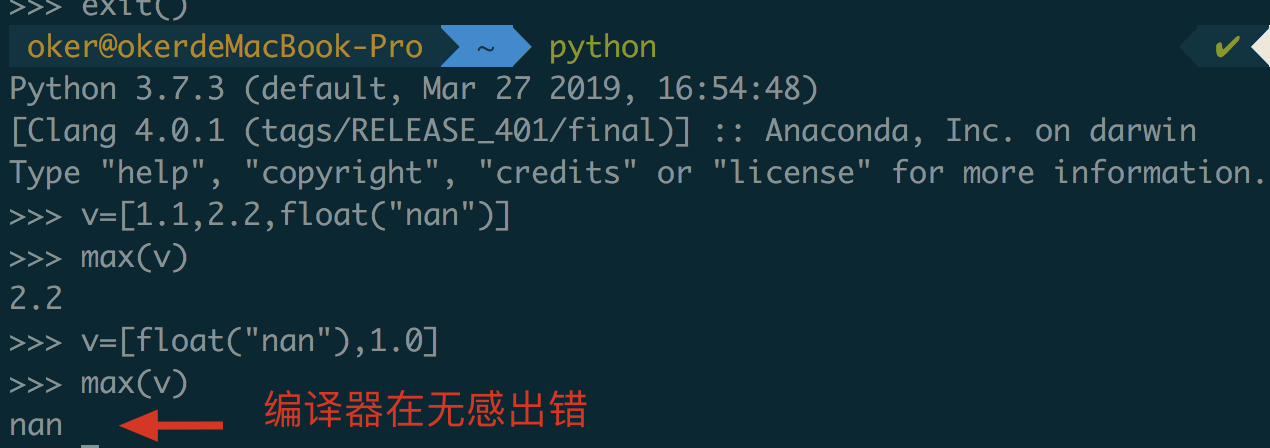 >>> exit()
oker@okerdeMacBook-Pro ~ python ✔
Python 3.7.3 (default, Mar 27 2019, 16:54:48)
[Clang 4.0.1 (tags/RELEASE_401/final)] :: Anaconda, Inc. on darwin
Type "help", "copyright", "credits" or "license" for more information.
>>> v=[1.1,2.2,float("nan")]
>>> max(v)
2.2
>>> v=[float("nan"),1.0]
>>> max(v)
nan 编译器在无感出错